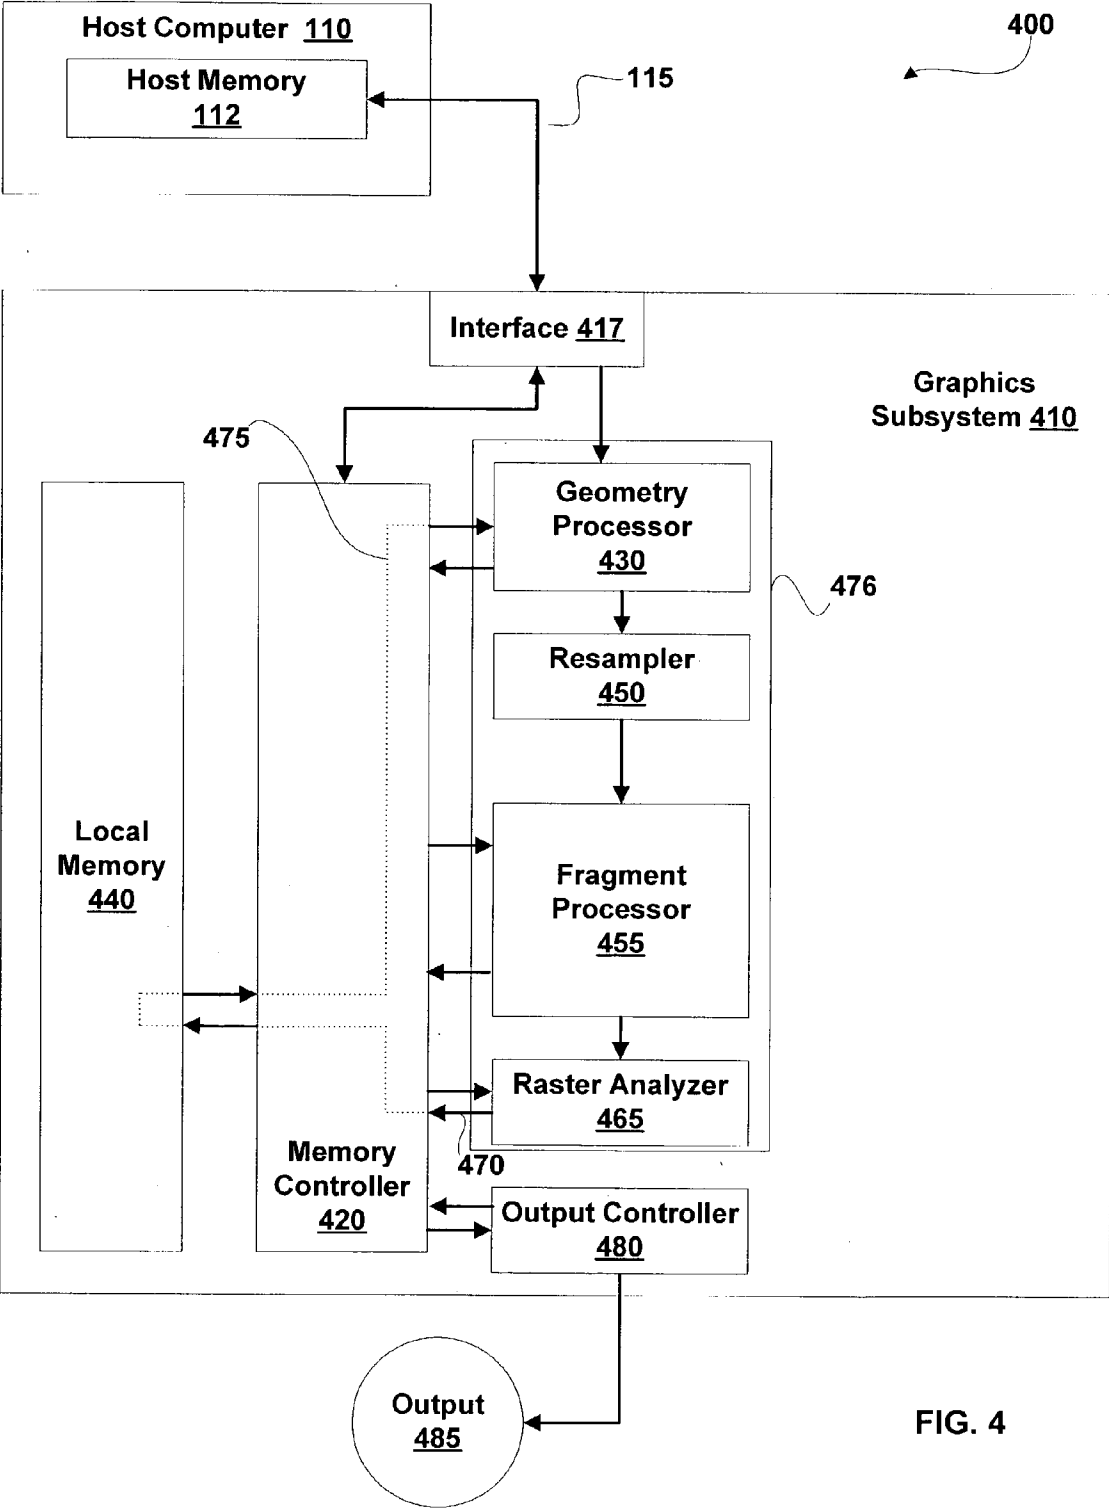 Host Computer 110
Host Memory
112
115
400
Interface 417
Graphics
Subsystem 410
475
Geometry
Processor
430
476
Resampler
450
Local
Memory
440
Fragment
Processor
455
Raster Analyzer
465
470
Memory
Controller
420
Output Controller
480
Output
485
FIG. 4